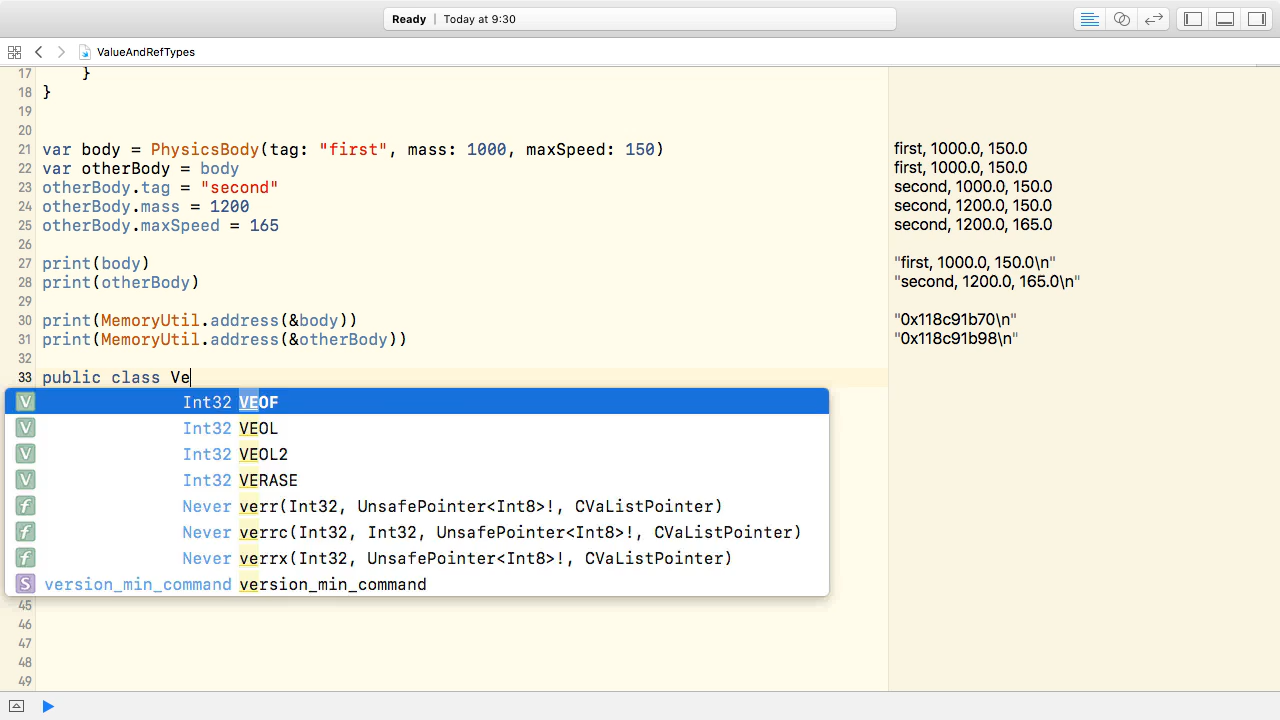 Ready | Today at 9:30
ValueAndRefTypes
17 }
18 }
19
20
21 var body = PhysicsBody(tag: "first", mass: 1000, maxSpeed: 150) first, 1000.0, 150.0
22 var otherBody = body first, 1000.0, 150.0
23 otherBody.tag = "second" second, 1000.0, 150.0
24 otherBody.mass = 1200 second, 1200.0, 150.0
25 otherBody.maxSpeed = 165 second, 1200.0, 165.0
26
27 print(body) "first, 1000.0, 150.0\n"
28 print(otherBody) "second, 1200.0, 165.0\n"
29
30 print(MemoryUtil.address(&body)) "0x118c91b70\n"
31 print(MemoryUtil.address(&otherBody)) "0x118c91b98\n"
32
33 public class Ve
V Int32 VEOF
V Int32 VEOL
V Int32 VEOL2
V Int32 VERASE
f Never verr(Int32, UnsafePointer<Int8>!, CVaListPointer)
f Never verrc(Int32, Int32, UnsafePointer<Int8>!, CVaListPointer)
f Never verrx(Int32, UnsafePointer<Int8>!, CVaListPointer)
S version_min_command version_min_command
45
46
47
48
49